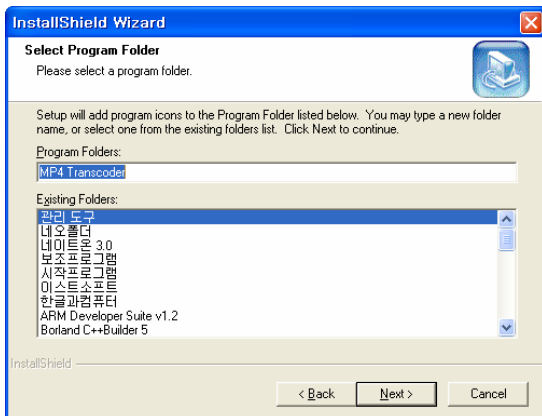 InstallShield Wizard
Select Program Folder
Please select a program folder.
Setup will add program icons to the Program Folder listed below. You may type a new folder
name, or select one from the existing folders list. Click Next to continue.
Program Folders:
MP4 Transcoder
Existing Folders:
관리 도구
네오폴더
네이트온 3.0
보조프로그램
시작프로그램
이스트소프트
한글과컴퓨터
ARM Developer Suite v1.2
Borland C++Builder 5
InstallShield
< Back
Next >
Cancel